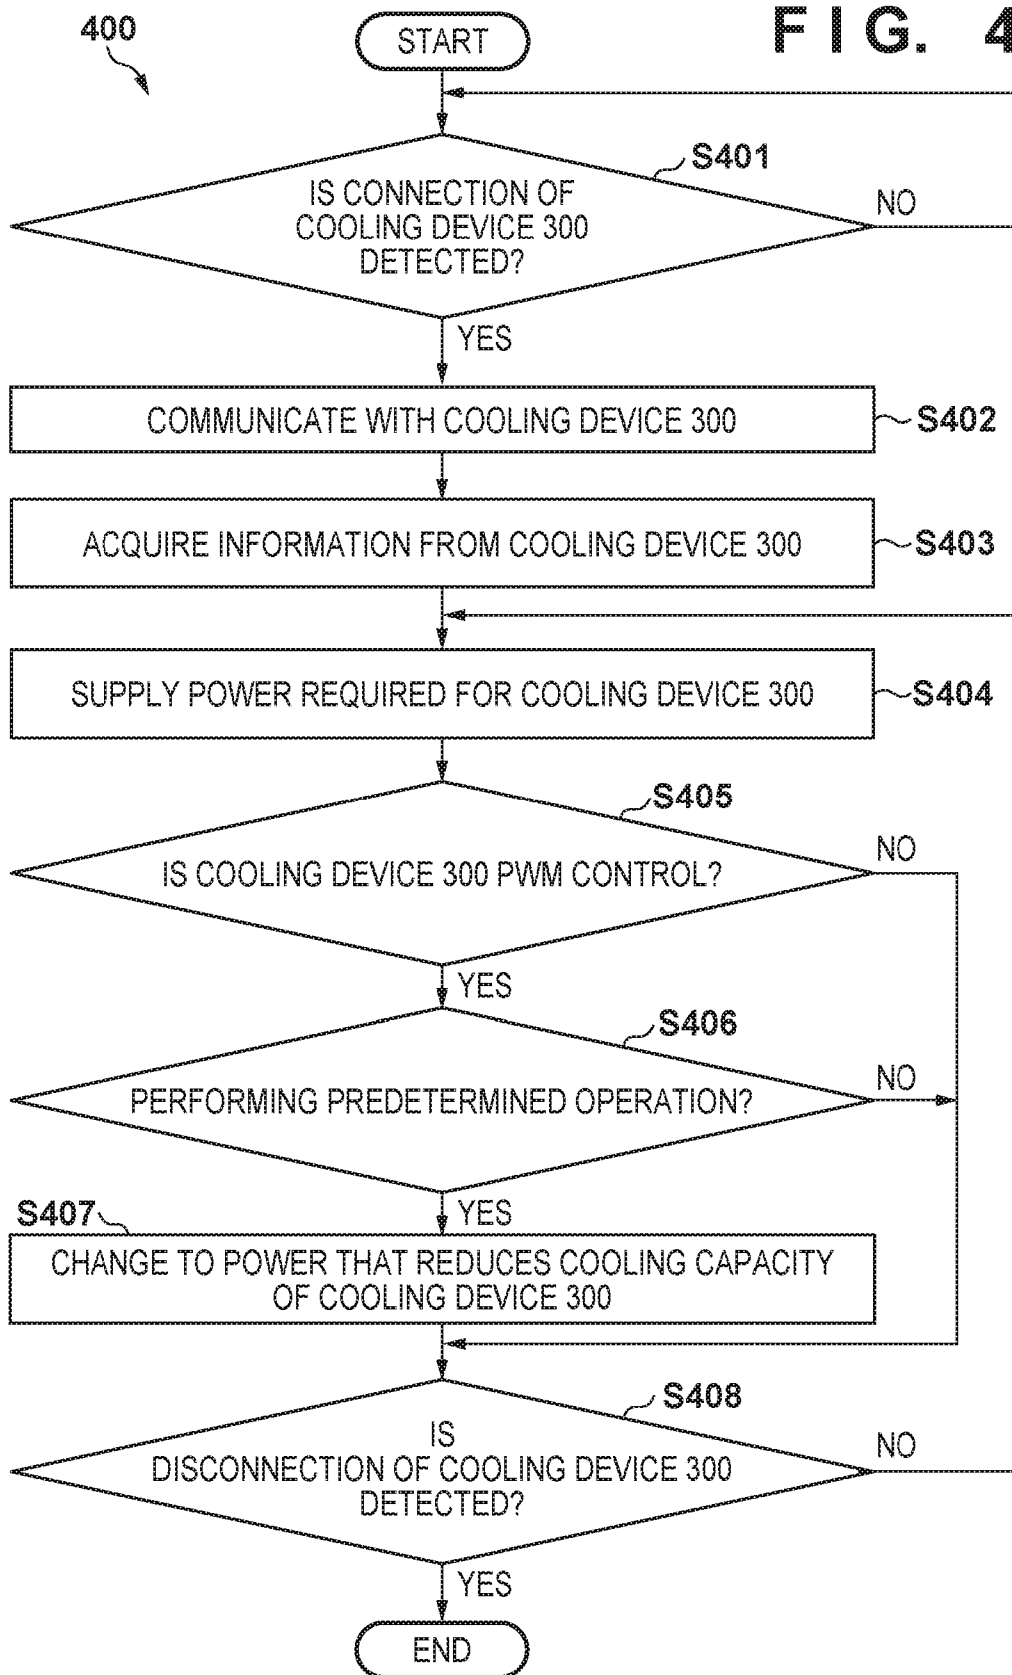 400
START
FIG. 4
S401
IS CONNECTION OF
COOLING DEVICE 300
DETECTED?
NO
YES
COMMUNICATE WITH COOLING DEVICE 300
S402
ACQUIRE INFORMATION FROM COOLING DEVICE 300
S403
SUPPLY POWER REQUIRED FOR COOLING DEVICE 300
S404
S405
IS COOLING DEVICE 300 PWM CONTROL?
NO
YES
S406
PERFORMING PREDETERMINED OPERATION?
NO
YES
S407
CHANGE TO POWER THAT REDUCES COOLING CAPACITY
OF COOLING DEVICE 300
S408
IS
DISCONNECTION OF COOLING DEVICE 300
DETECTED?
NO
YES
END